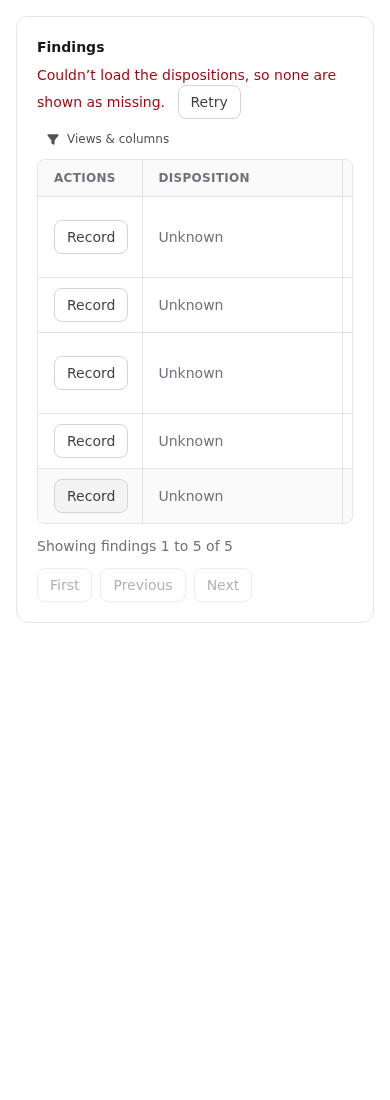 Findings
Couldn’t load the dispositions, so none are
shown as missing. Retry
Views & columns
ACTIONS DISPOSITION
Record Unknown
Record Unknown
Record Unknown
Record Unknown
Record Unknown
Showing findings 1 to 5 of 5
First Previous Next